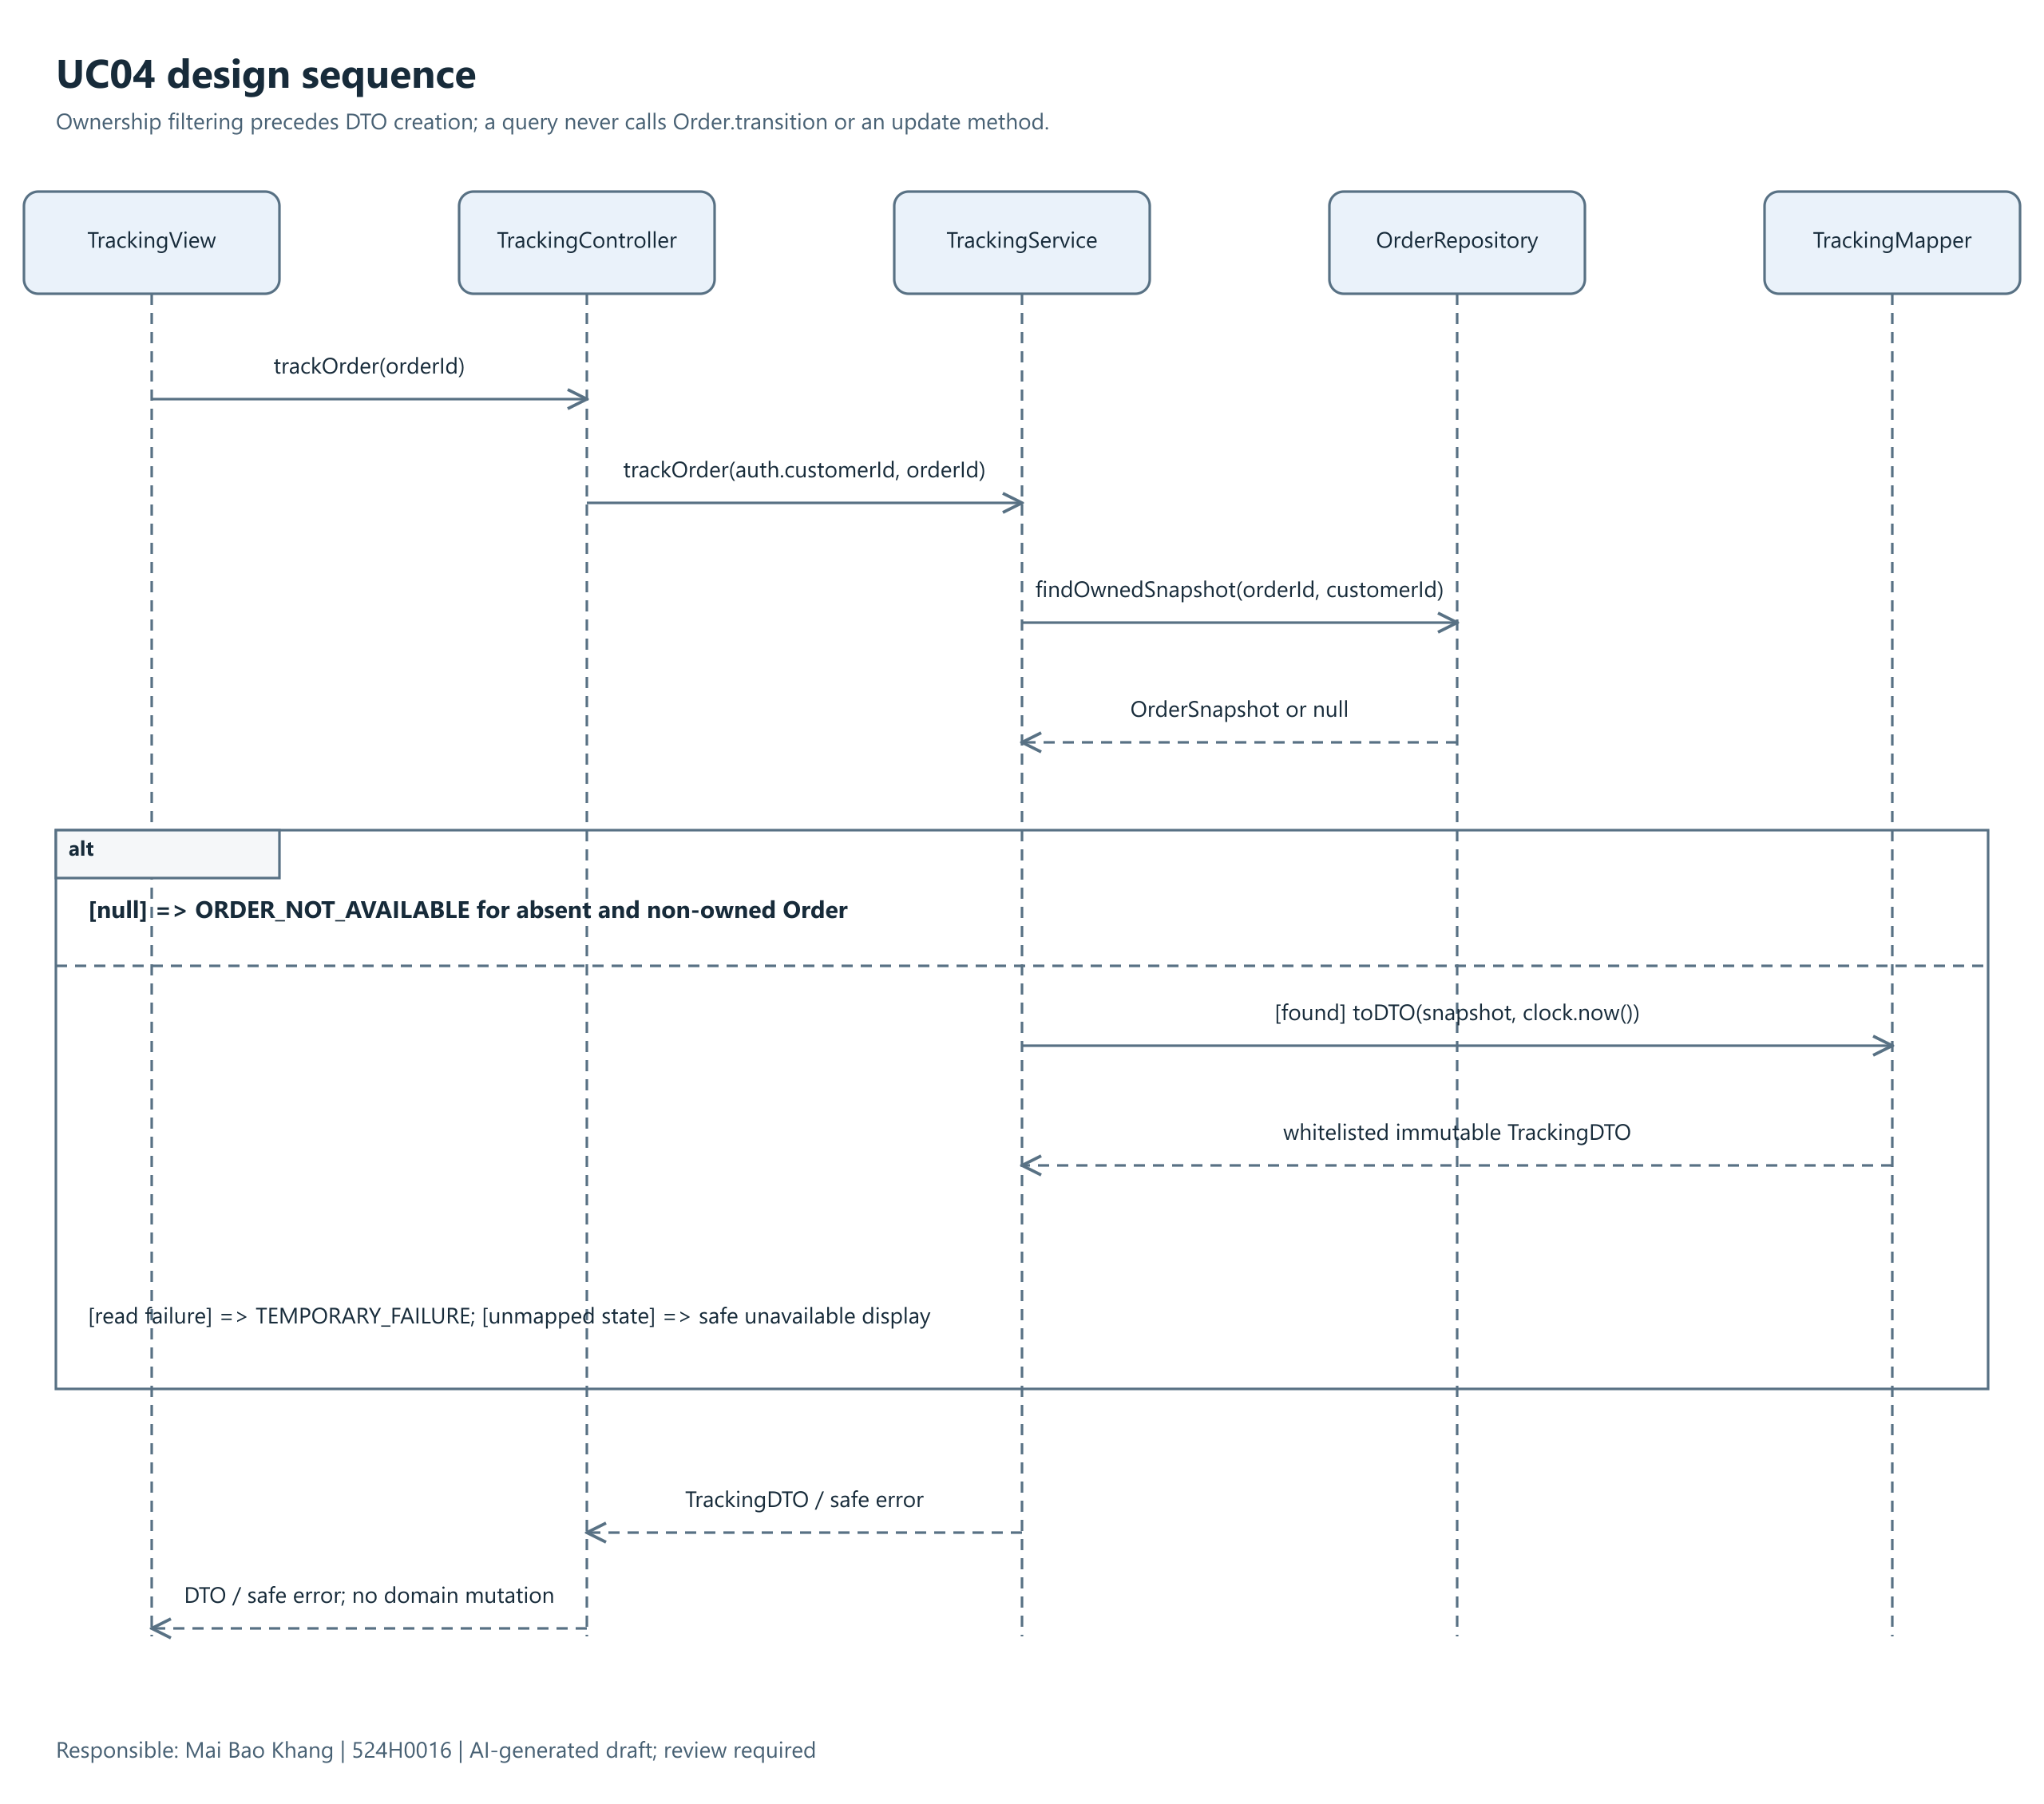 UC04 design sequence
Ownership filtering precedes DTO creation; a query never calls Order.transition or an update method.
TrackingView
TrackingController
TrackingService
OrderRepository
TrackingMapper
trackOrder(orderId)
trackOrder(auth.customerId, orderId)
findOwnedSnapshot(orderId, customerId)
OrderSnapshot or null
alt
[null] => ORDER_NOT_AVAILABLE for absent and non-owned Order
[found] toDTO(snapshot, clock.now())
whitelisted immutable TrackingDTO
[read failure] => TEMPORARY_FAILURE; [unmapped state] => safe unavailable display
TrackingDTO / safe error
DTO / safe error; no domain mutation
Responsible: Mai Bao Khang | 524H0016 | AI-generated draft; review required